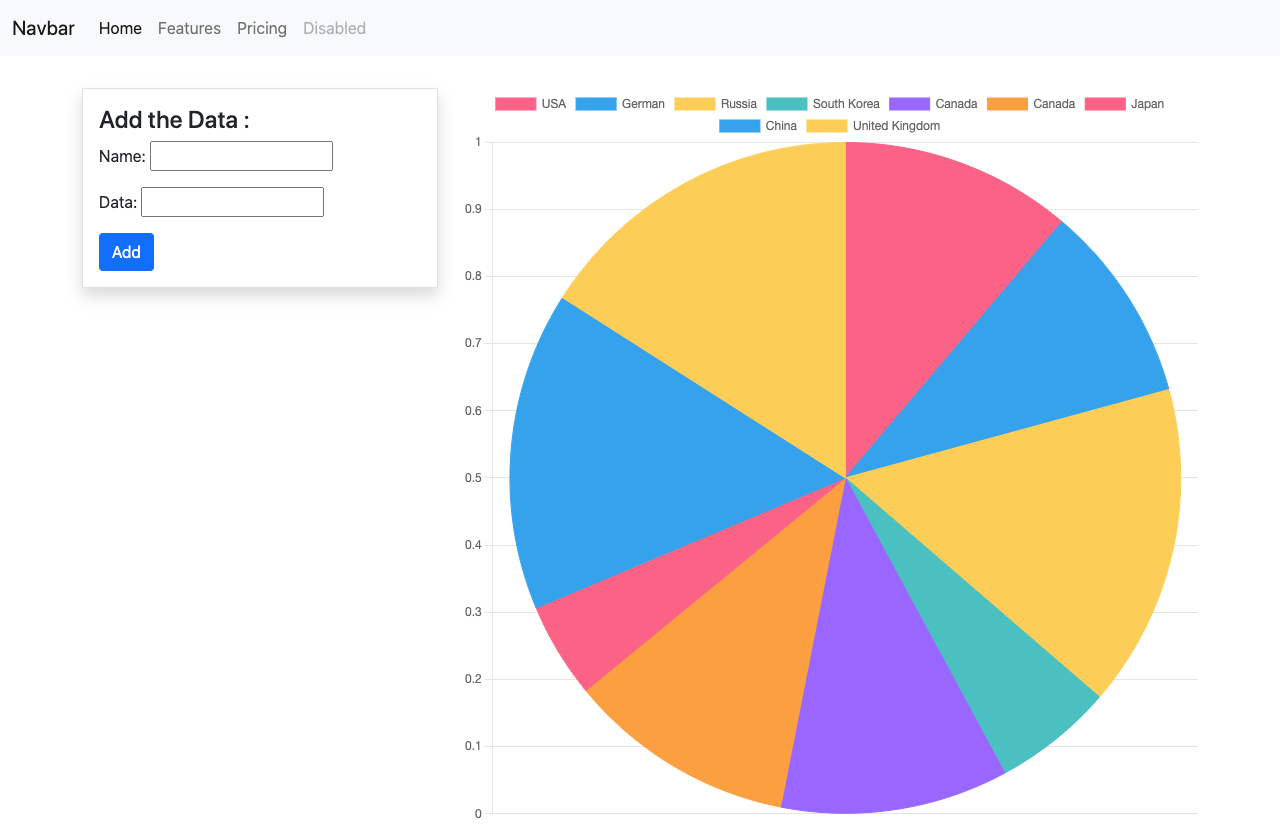 Navbar Home Features Pricing Disabled
Add the Data :
Name:
Data:
Add
USA German Russia South Korea Canada Canada Japan
China United Kingdom
1
0.9
0.8
0.7
0.6
0.5
0.4
0.3
0.2
0.1
0